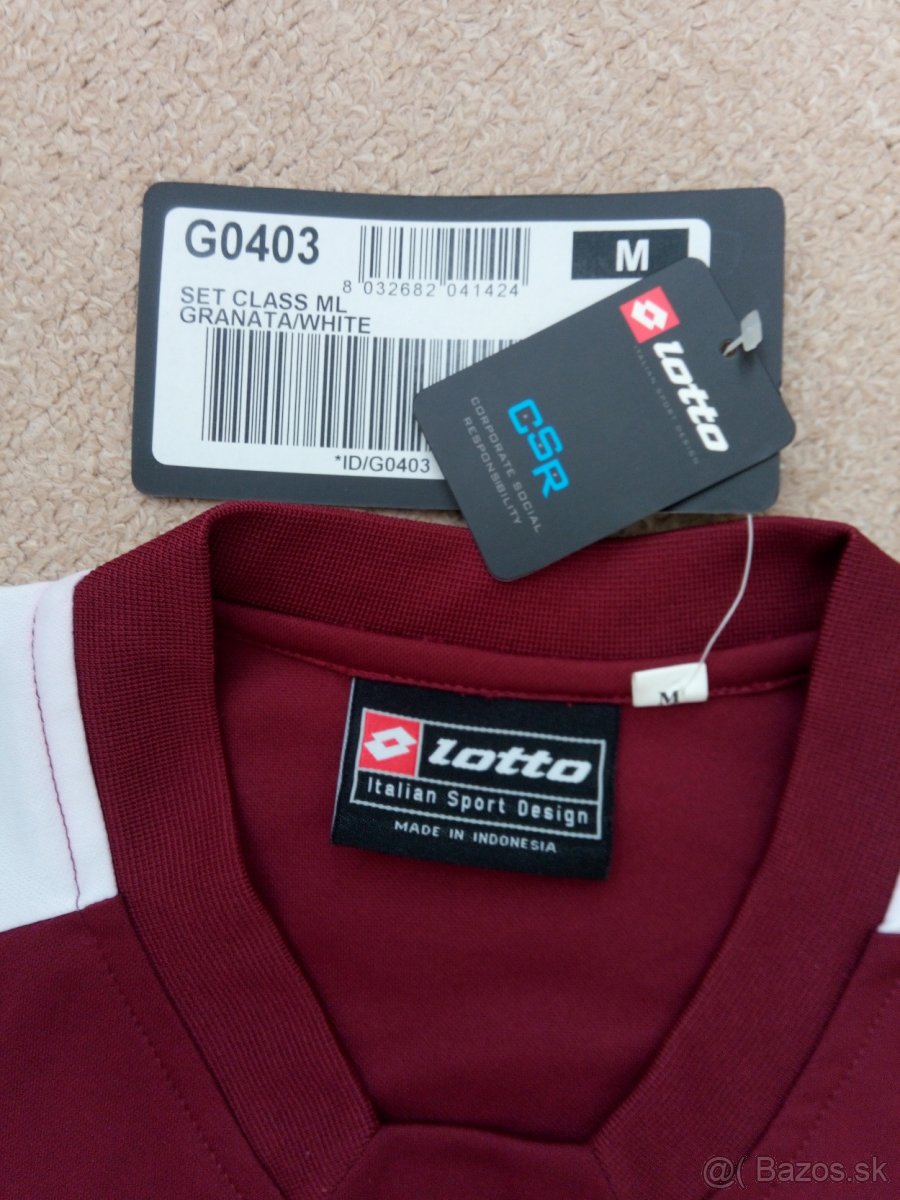 G0403
M
8 032682 041424
SET CLASS ML
GRANATA/WHITE
*ID/G0403
lotto
ITALIAN SPORT DESIGN
CSR
CORPORATE SOCIAL
RESPONSIBILITY
M
lotto
Italian Sport Design
MADE IN INDONESIA
@( Bazos.sk